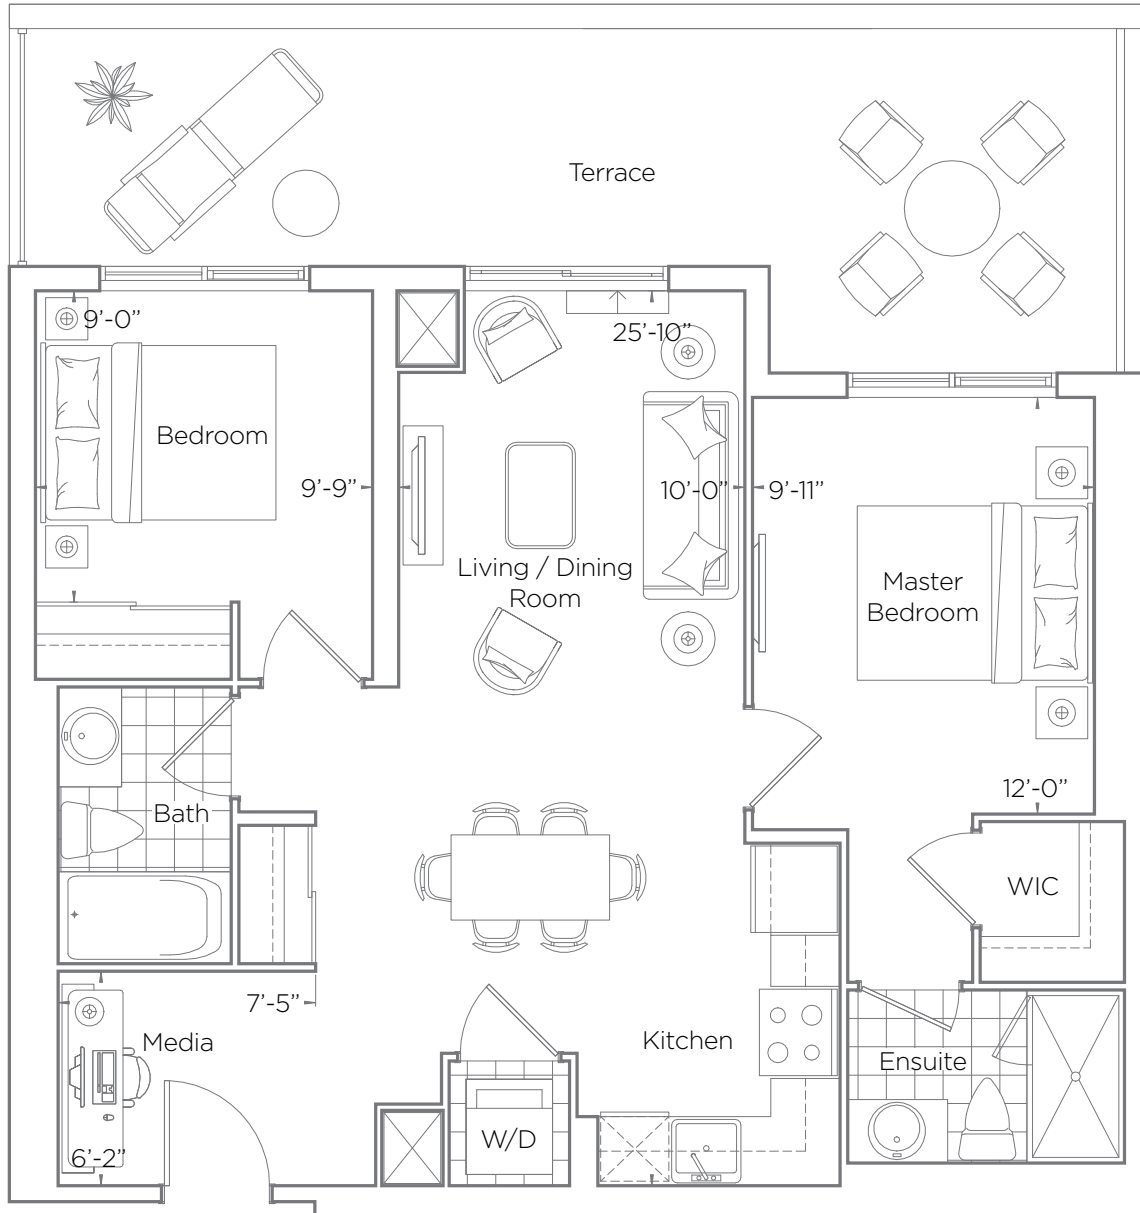 Terrace
9’-0”
25’-10”
Bedroom
9’-9”
10’-0”
9’-11”
Living / Dining
Room
Master
Bedroom
12’-0”
Bath
WIC
7’-5”
Media
Kitchen
Ensuite
W/D
6’-2”